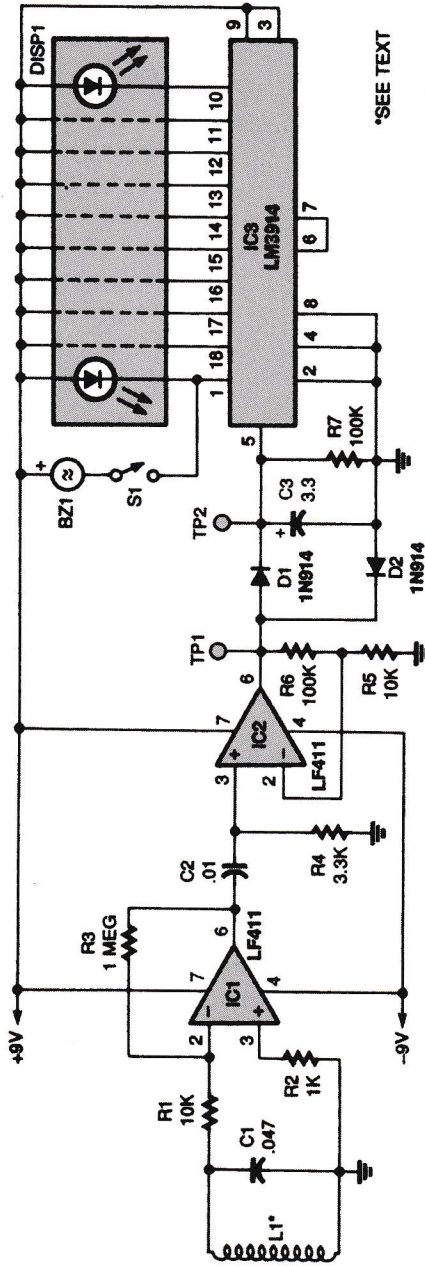 +9V
R3
1 MEG
R1
10K
C1
.047
L1*
R2
1K
2
3
7
4
6
−
+
IC1
LF411
C2
.01
R4
3.3K
–9V
3
2
7
4
6
+
−
IC2
LF411
TP1
R6
100K
R5
10K
D1
1N914
D2
1N914
TP2
+
C3
3.3
R7
100K
BZ1
+
S1
DISP1
1
18
17
16
15
14
13
12
11
10
9
3
5
IC3
LM3914
2
4
8
6
7
*SEE TEXT